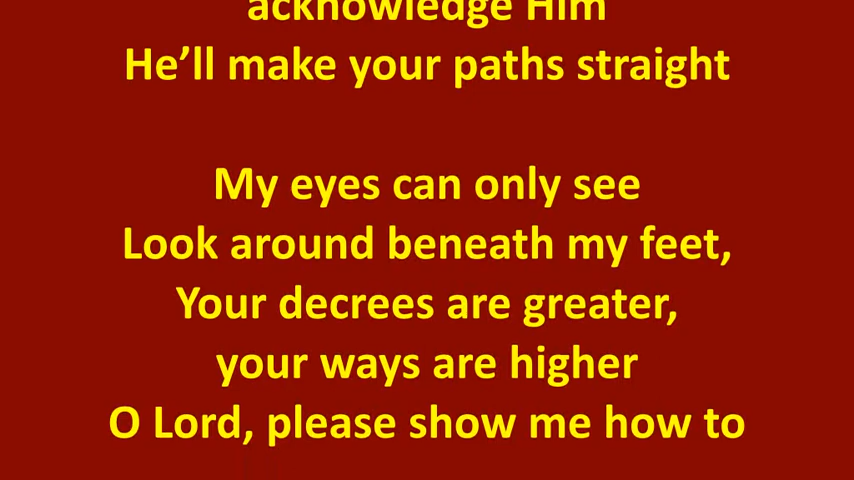 acknowledge Him
He’ll make your paths straight
My eyes can only see
Look around beneath my feet,
Your decrees are greater,
your ways are higher
O Lord, please show me how to